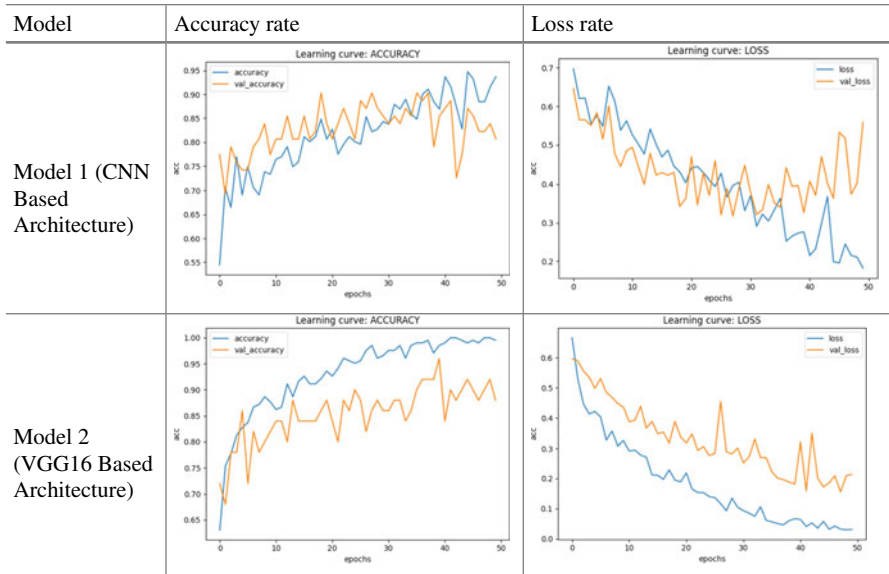 Model Accuracy rate Loss rate
Model 1 (CNN
Based
Architecture)
Learning curve: ACCURACY
accuracy
val_accuracy
acc
0.95
0.90
0.85
0.80
0.75
0.70
0.65
0.60
0.55
0 10 20 30 40 50
epochs
Learning curve: LOSS
loss
val_loss
acc
0.7
0.6
0.5
0.4
0.3
0.2
0 10 20 30 40 50
epochs
Model 2
(VGG16 Based
Architecture)
Learning curve: ACCURACY
accuracy
val_accuracy
acc
1.00
0.95
0.90
0.85
0.80
0.75
0.70
0.65
0 10 20 30 40 50
epochs
Learning curve: LOSS
loss
val_loss
acc
0.6
0.5
0.4
0.3
0.2
0.1
0.0
0 10 20 30 40 50
epochs